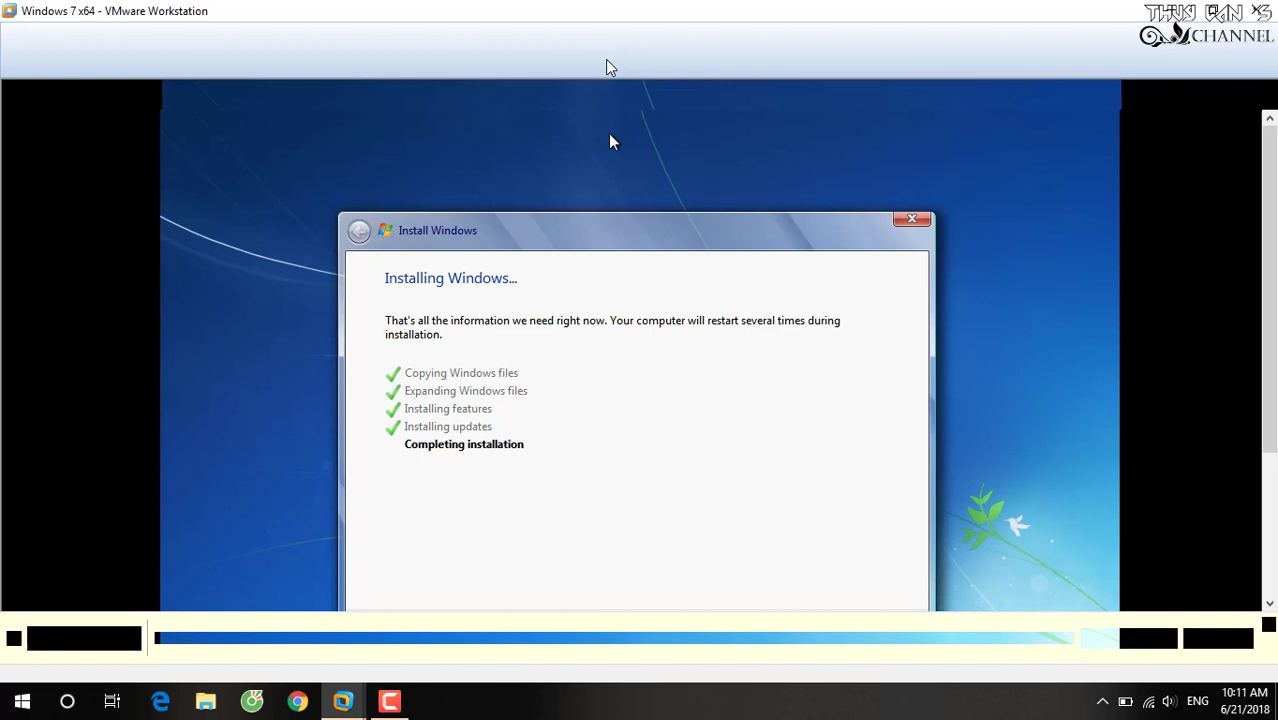 Windows 7 x64 - VMware Workstation
THUY VAN'S
CHANNEL
Install Windows
Installing Windows...
That's all the information we need right now. Your computer will restart several times during
installation.
Copying Windows files
Expanding Windows files
Installing features
Installing updates
Completing installation
ENG
10:11 AM
6/21/2018